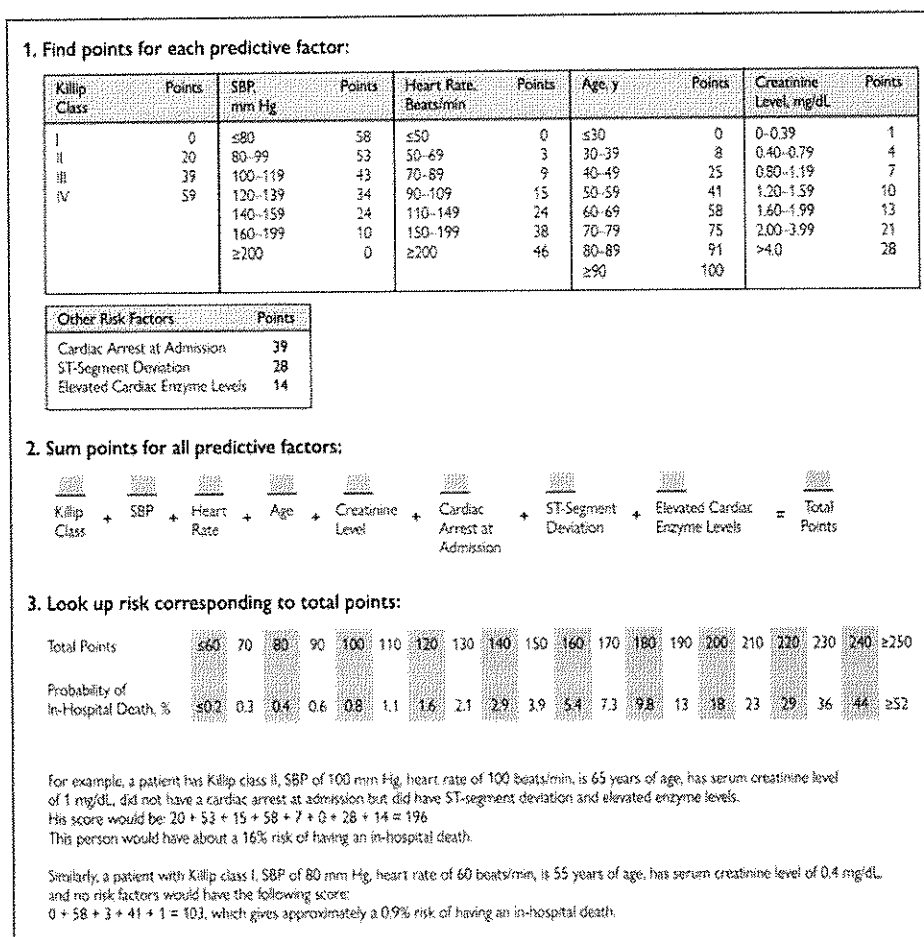 1. Find points for each predictive factor:
Killip Class Points SBP, mm Hg Points Heart Rate, Beats/min Points Age, y Points Creatinine Level, mg/dL Points
I 0 ≤80 58 ≤50 0 ≤30 0 0–0.39 1
II 20 80–99 53 50–69 3 30–39 8 0.40–0.79 4
III 39 100–119 43 70–89 9 40–49 25 0.80–1.19 7
IV 59 120–139 34 90–109 15 50–59 41 1.20–1.59 10
140–159 24 110–149 24 60–69 58 1.60–1.99 13
160–199 10 150–199 38 70–79 75 2.00–3.99 21
≥200 0 ≥200 46 80–89 91 >4.0 28
≥90 100
Other Risk Factors Points
Cardiac Arrest at Admission 39
ST-Segment Deviation 28
Elevated Cardiac Enzyme Levels 14
2. Sum points for all predictive factors:
Killip Class + SBP + Heart Rate + Age + Creatinine Level + Cardiac Arrest at Admission + ST-Segment Deviation + Elevated Cardiac Enzyme Levels = Total Points
3. Look up risk corresponding to total points:
Total Points ≤60 70 80 90 100 110 120 130 140 150 160 170 180 190 200 210 220 230 240 ≥250
Probability of In-Hospital Death, % ≤0.2 0.3 0.4 0.6 0.8 1.1 1.6 2.1 2.9 3.9 5.4 7.3 9.8 13 18 23 29 36 44 ≥52
For example, a patient has Killip class II, SBP of 100 mm Hg, heart rate of 100 beats/min, is 65 years of age, has serum creatinine level
of 1 mg/dL, did not have a cardiac arrest at admission but did have ST-segment deviation and elevated enzyme levels.
His score would be: 20 + 53 + 15 + 58 + 7 + 0 + 28 + 14 = 196
This person would have about a 16% risk of having an in-hospital death.
Similarly, a patient with Killip class I, SBP of 80 mm Hg, heart rate of 60 beats/min, is 55 years of age, has serum creatinine level of 0.4 mg/dL,
and no risk factors would have the following score:
0 + 58 + 3 + 41 + 1 = 103, which gives approximately a 0.9% risk of having an in-hospital death.